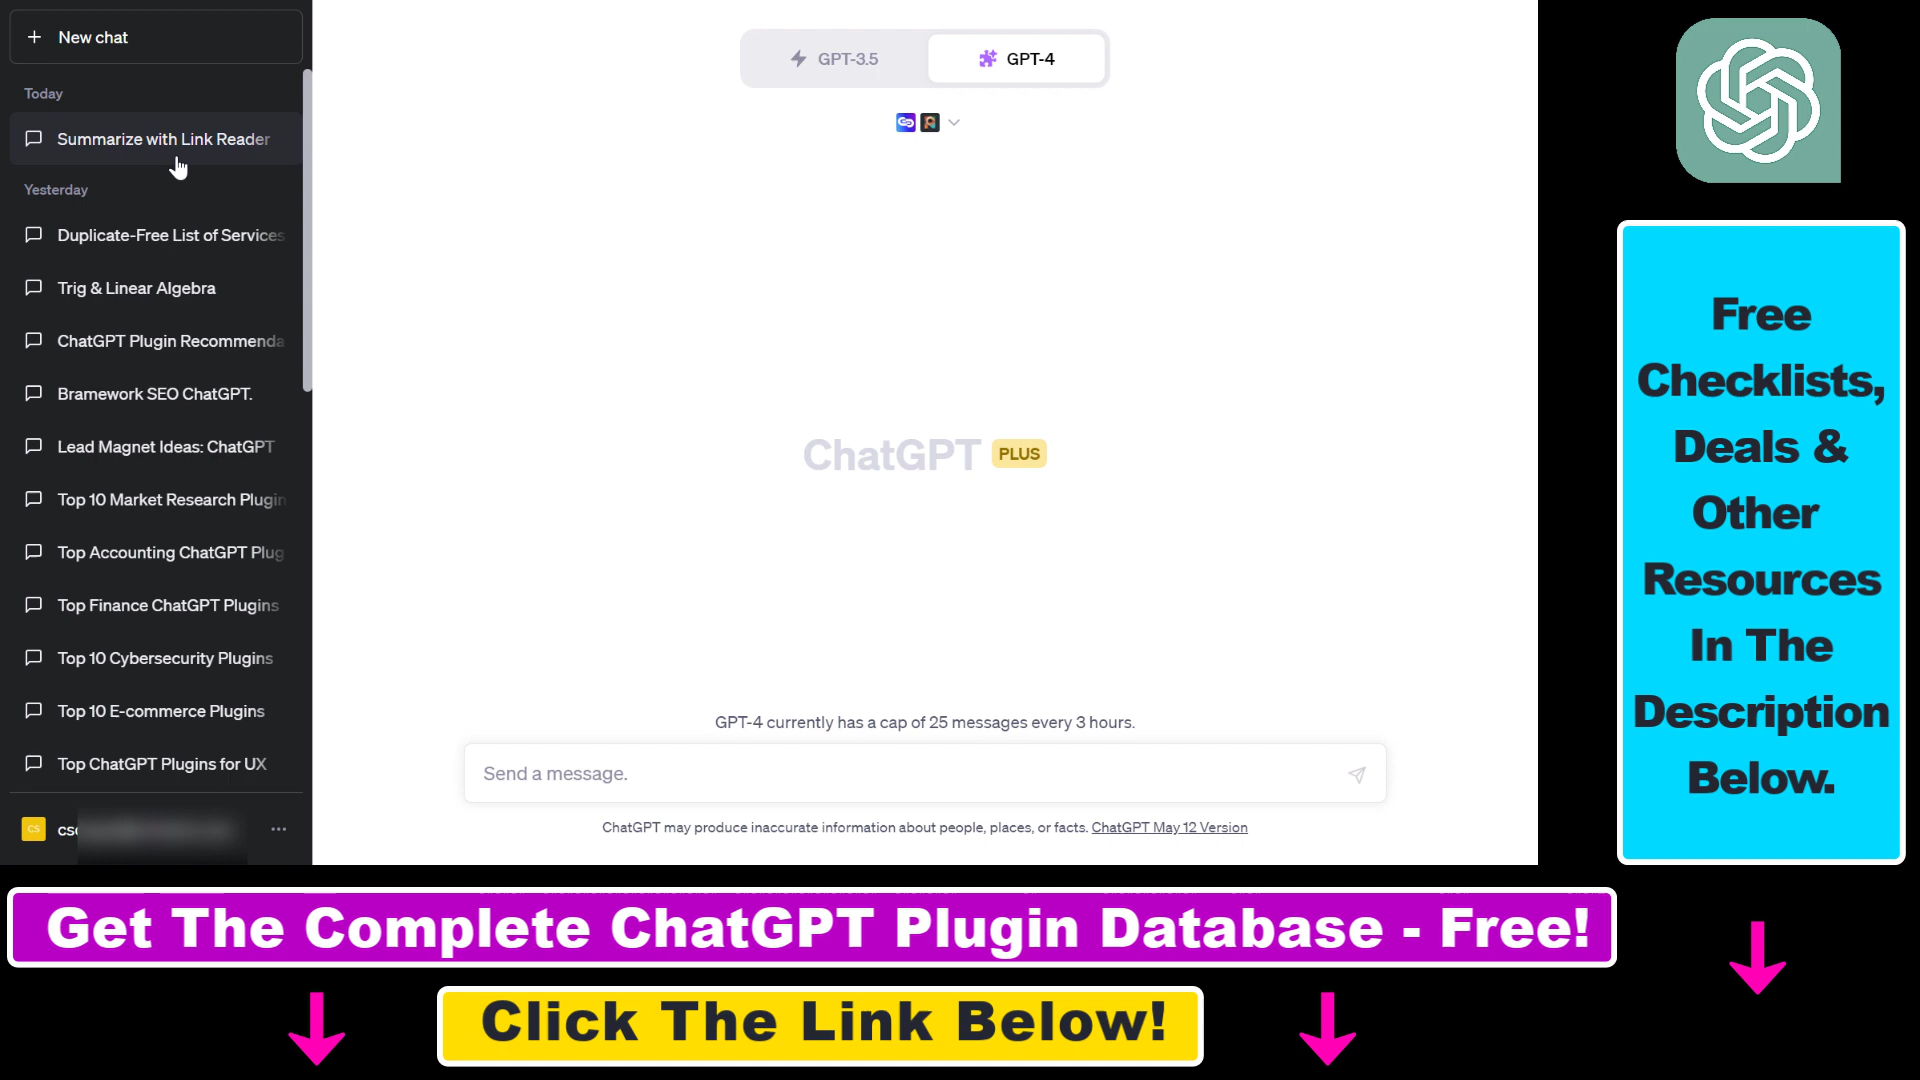 New chat
Today
Summarize with Link Reader
Yesterday
Duplicate-Free List of Services
Trig & Linear Algebra
ChatGPT Plugin Recommenda
Bramework SEO ChatGPT.
Lead Magnet Ideas: ChatGPT
Top 10 Market Research Plugin
Top Accounting ChatGPT Plug
Top Finance ChatGPT Plugins
Top 10 Cybersecurity Plugins
Top 10 E-commerce Plugins
Top ChatGPT Plugins for UX
CS
GPT-3.5
GPT-4
ChatGPT PLUS
GPT-4 currently has a cap of 25 messages every 3 hours.
Send a message.
ChatGPT may produce inaccurate information about people, places, or facts. ChatGPT May 12 Version
Free
Checklists,
Deals &
Other
Resources
In The
Description
Below.
Get The Complete ChatGPT Plugin Database - Free!
Click The Link Below!